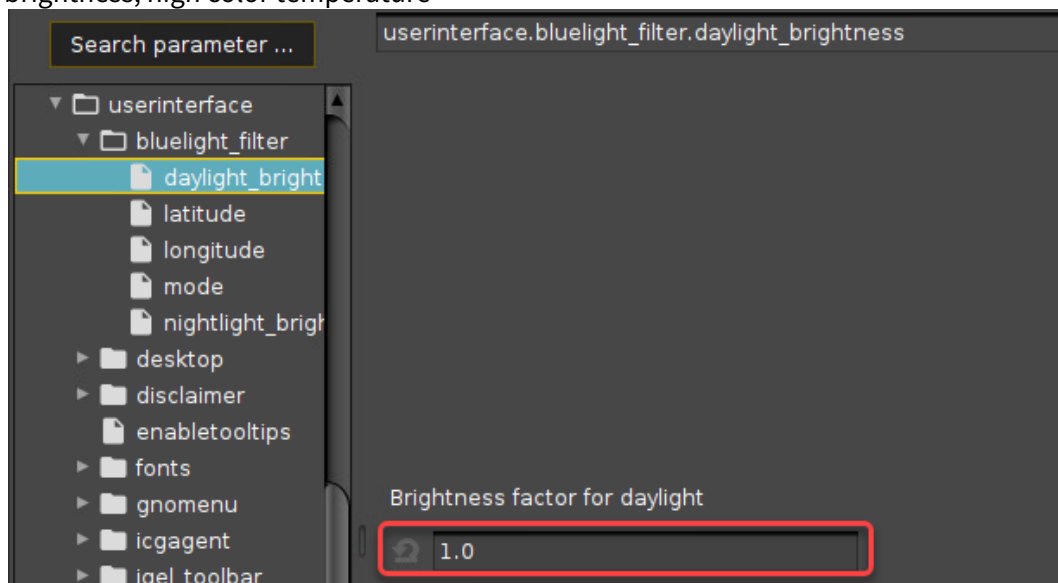 brightness, high color temperature
Search parameter ...
userinterface.bluelight_filter.daylight_brightness
userinterface
bluelight_filter
daylight_bright
latitude
longitude
mode
nightlight_brigh
desktop
disclaimer
enabletooltips
fonts
gnomenu
icgagent
igel_toolbar
Brightness factor for daylight
1.0